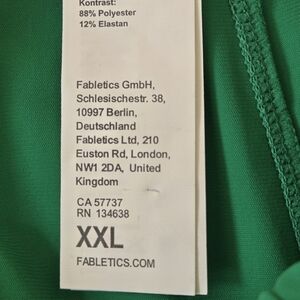 Kontrast:
88% Polyester
12% Elastan
Fabletics GmbH,
Schlesischestr. 38,
10997 Berlin,
Deutschland
Fabletics Ltd, 210
Euston Rd, London,
NW1 2DA, United
Kingdom
CA 57737
RN 134638
XXL
FABLETICS.COM